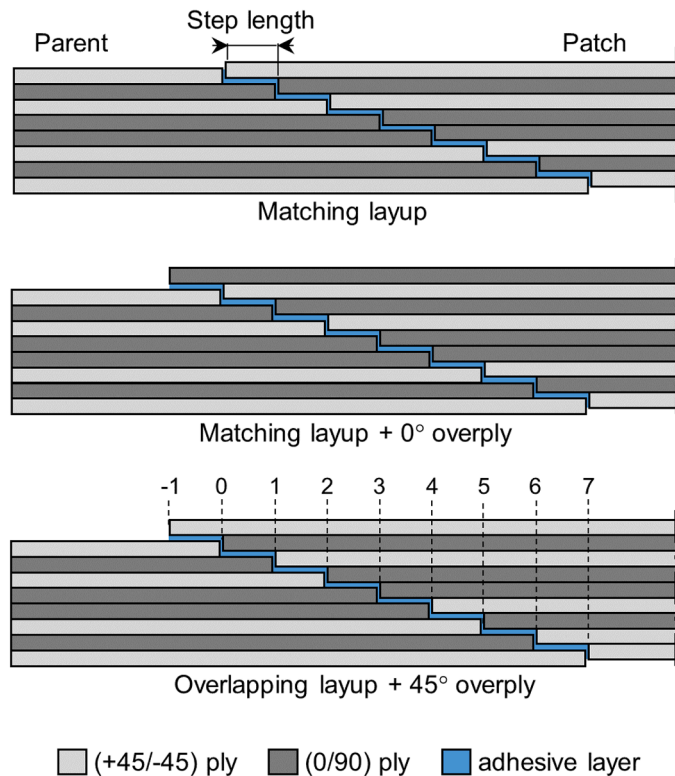 Step length
Parent
Patch
Matching layup
Matching layup + 0° overply
-1 0 1 2 3 4 5 6 7
Overlapping layup + 45° overply
(+45/-45) ply (0/90) ply adhesive layer